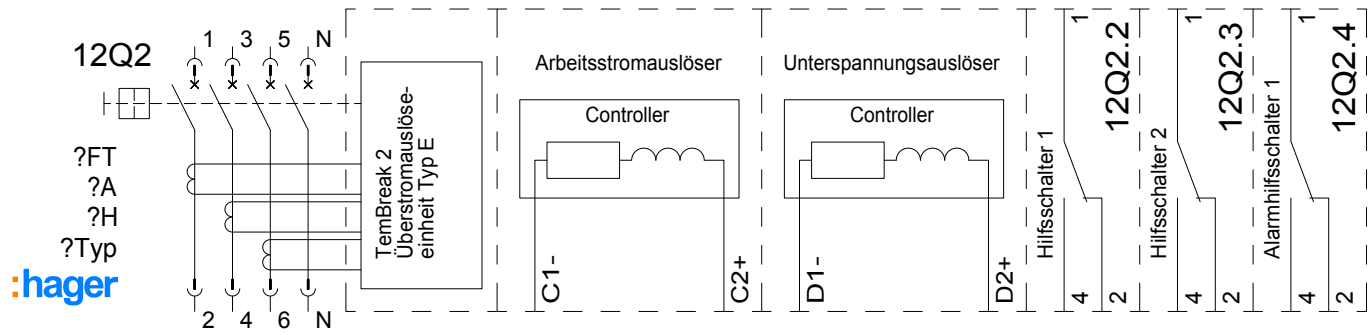 12Q2
1 3 5 N
?FT
?A
?H
?Typ
:hager
2 4 6 N
TemBreak 2
Überstromauslöse-
einheit Typ E
Arbeitsstromauslöser
Controller
C1-
C2+
Unterspannungsauslöser
Controller
D1-
D2+
Hilfsschalter 1
1
12Q2.2
4
2
Hilfsschalter 2
1
12Q2.3
4
2
Alarmhilfsschalter 1
1
12Q2.4
4
2